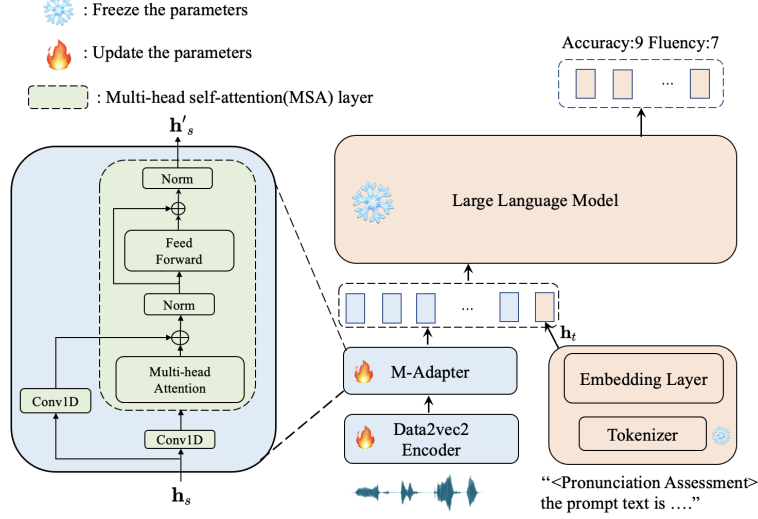 : Freeze the parameters
: Update the parameters
: Multi-head self-attention(MSA) layer
Accuracy:9 Fluency:7
...
h′ₛ
Norm
Feed
Forward
Norm
Multi-head
Attention
Conv1D
Conv1D
hₛ
Large Language Model
...
hₜ
M-Adapter
Data2vec2
Encoder
Embedding Layer
Tokenizer
“<Pronunciation Assessment>
the prompt text is ….”